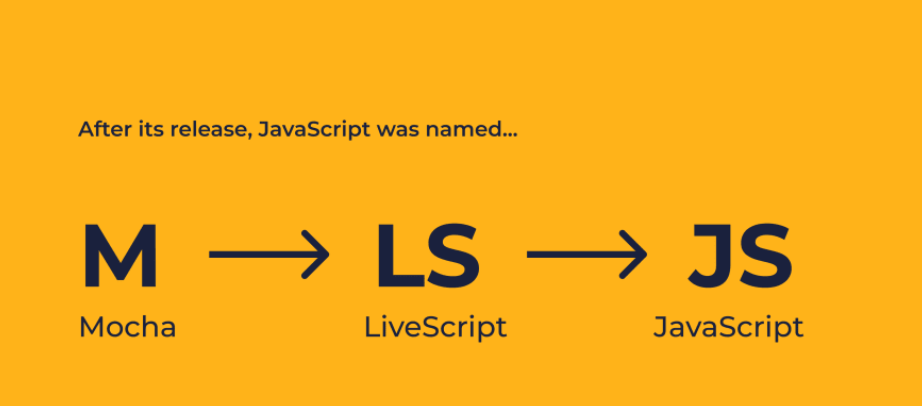 After its release, JavaScript was named...
M LS JS
Mocha LiveScript JavaScript